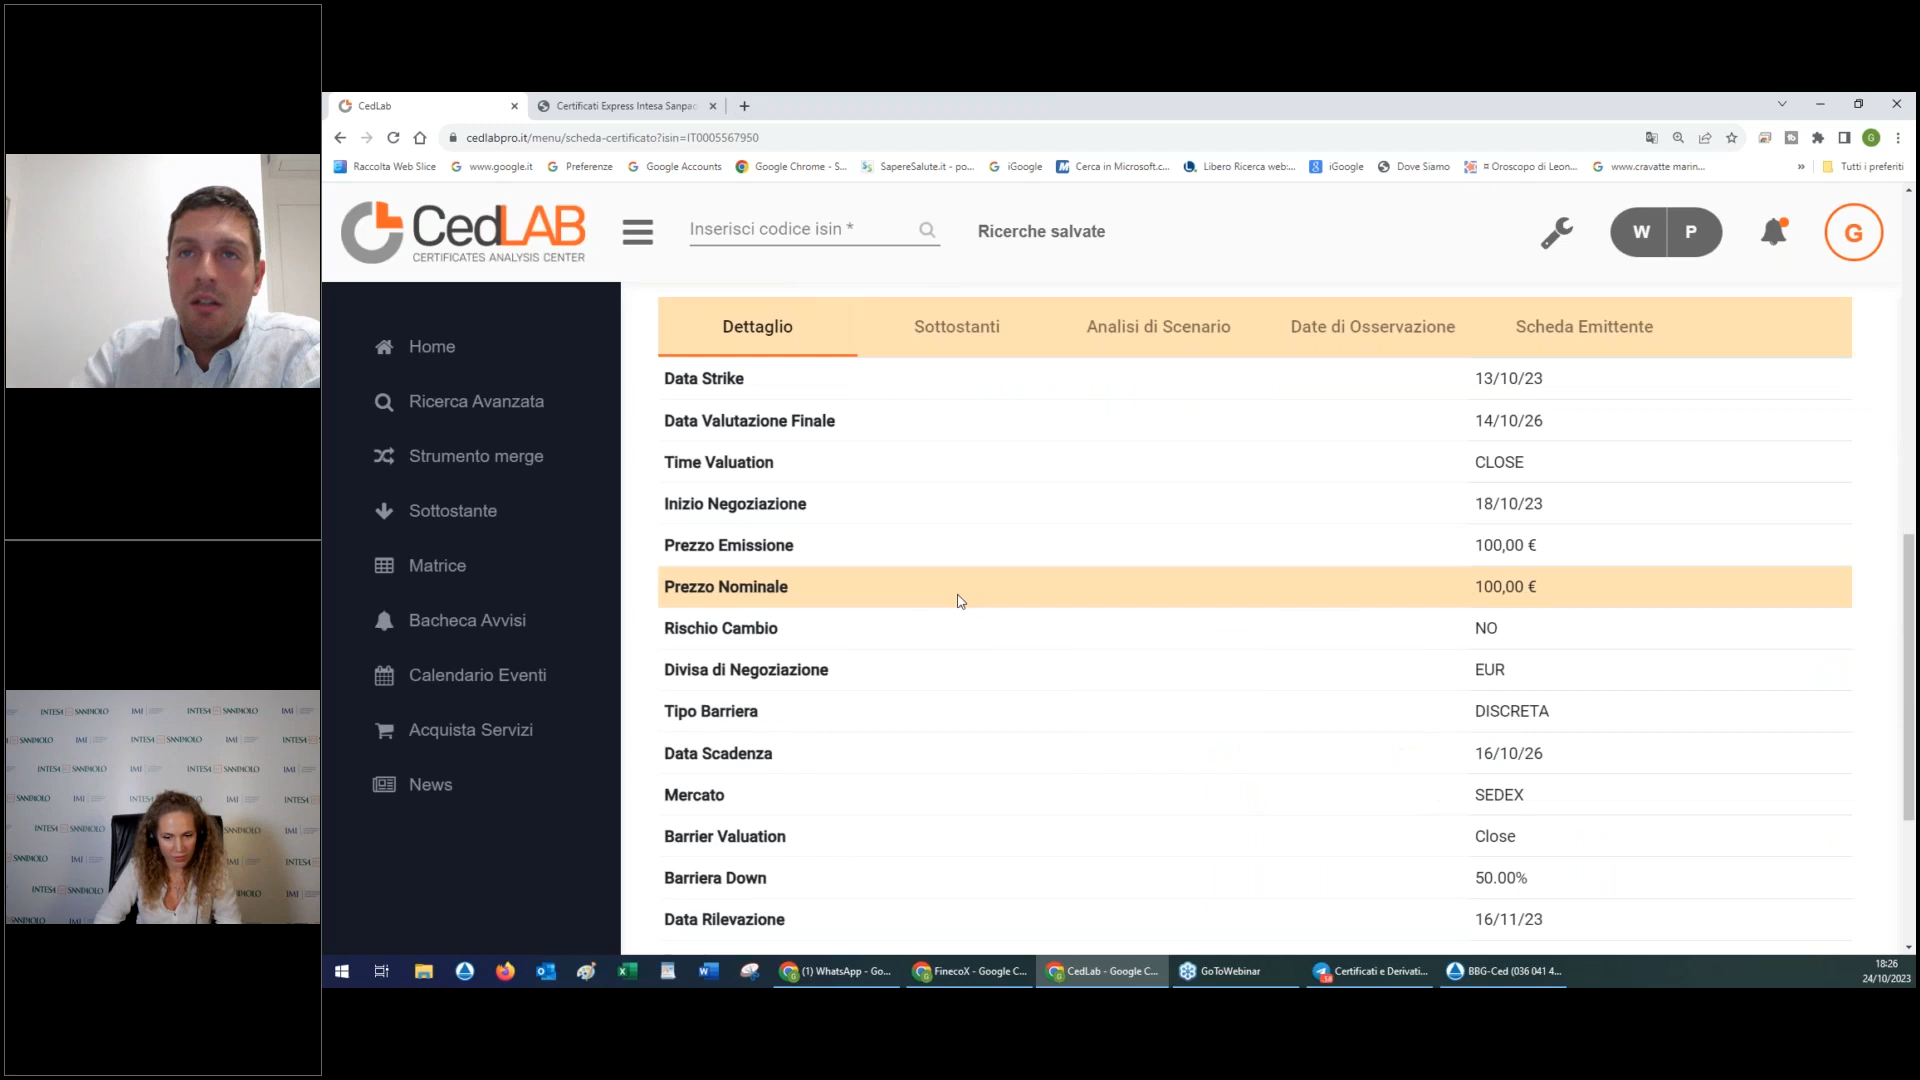 CedLab
Certificati Express Intesa Sanpao
cedlabpro.it/menu/scheda-certificato?isin=IT0005567950
Raccolta Web Slice
www.google.it
Preferenze
Google Accounts
Google Chrome - S...
SapereSalute.it - po...
iGoogle
Cerca in Microsoft.c...
Libero Ricerca web:...
iGoogle
Dove Siamo
¤ Oroscopo di Leon...
www.cravatte marin...
»
Tutti i preferiti
CedLAB
CERTIFICATES ANALYSIS CENTER
Inserisci codice isin *
Ricerche salvate
W P
G
Home
Ricerca Avanzata
Strumento merge
Sottostante
Matrice
Bacheca Avvisi
Calendario Eventi
Acquista Servizi
News
Dettaglio Sottostanti Analisi di Scenario Date di Osservazione Scheda Emittente
Data Strike 13/10/23
Data Valutazione Finale 14/10/26
Time Valuation CLOSE
Inizio Negoziazione 18/10/23
Prezzo Emissione 100,00 €
Prezzo Nominale 100,00 €
Rischio Cambio NO
Divisa di Negoziazione EUR
Tipo Barriera DISCRETA
Data Scadenza 16/10/26
Mercato SEDEX
Barrier Valuation Close
Barriera Down 50.00%
Data Rilevazione 16/11/23
INTESA SANPAOLO IMI
(1) WhatsApp - Go...
FinecoX - Google C...
CedLab - Google C...
GoToWebinar
Certificati e Derivati...
BBG-Ced (036 041 4...
18:26
24/10/2023